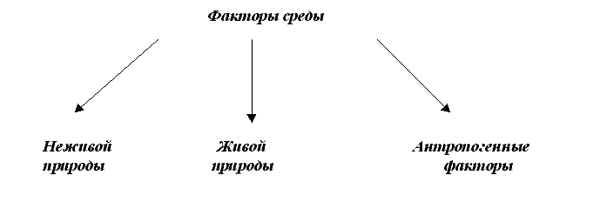 Факторы среды
Неживой
природы
Живой
природы
Антропогенные
факторы